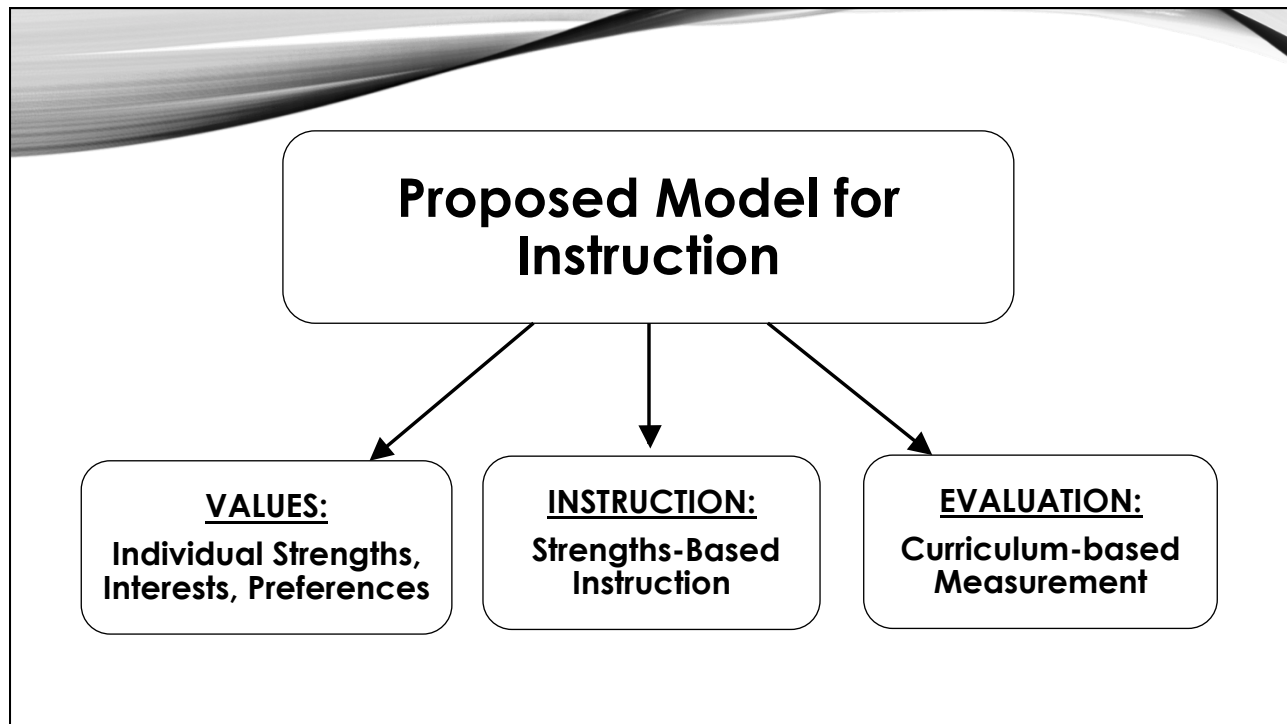 Proposed Model for
Instruction
VALUES:
Individual Strengths,
Interests, Preferences
INSTRUCTION:
Strengths-Based
Instruction
EVALUATION:
Curriculum-based
Measurement